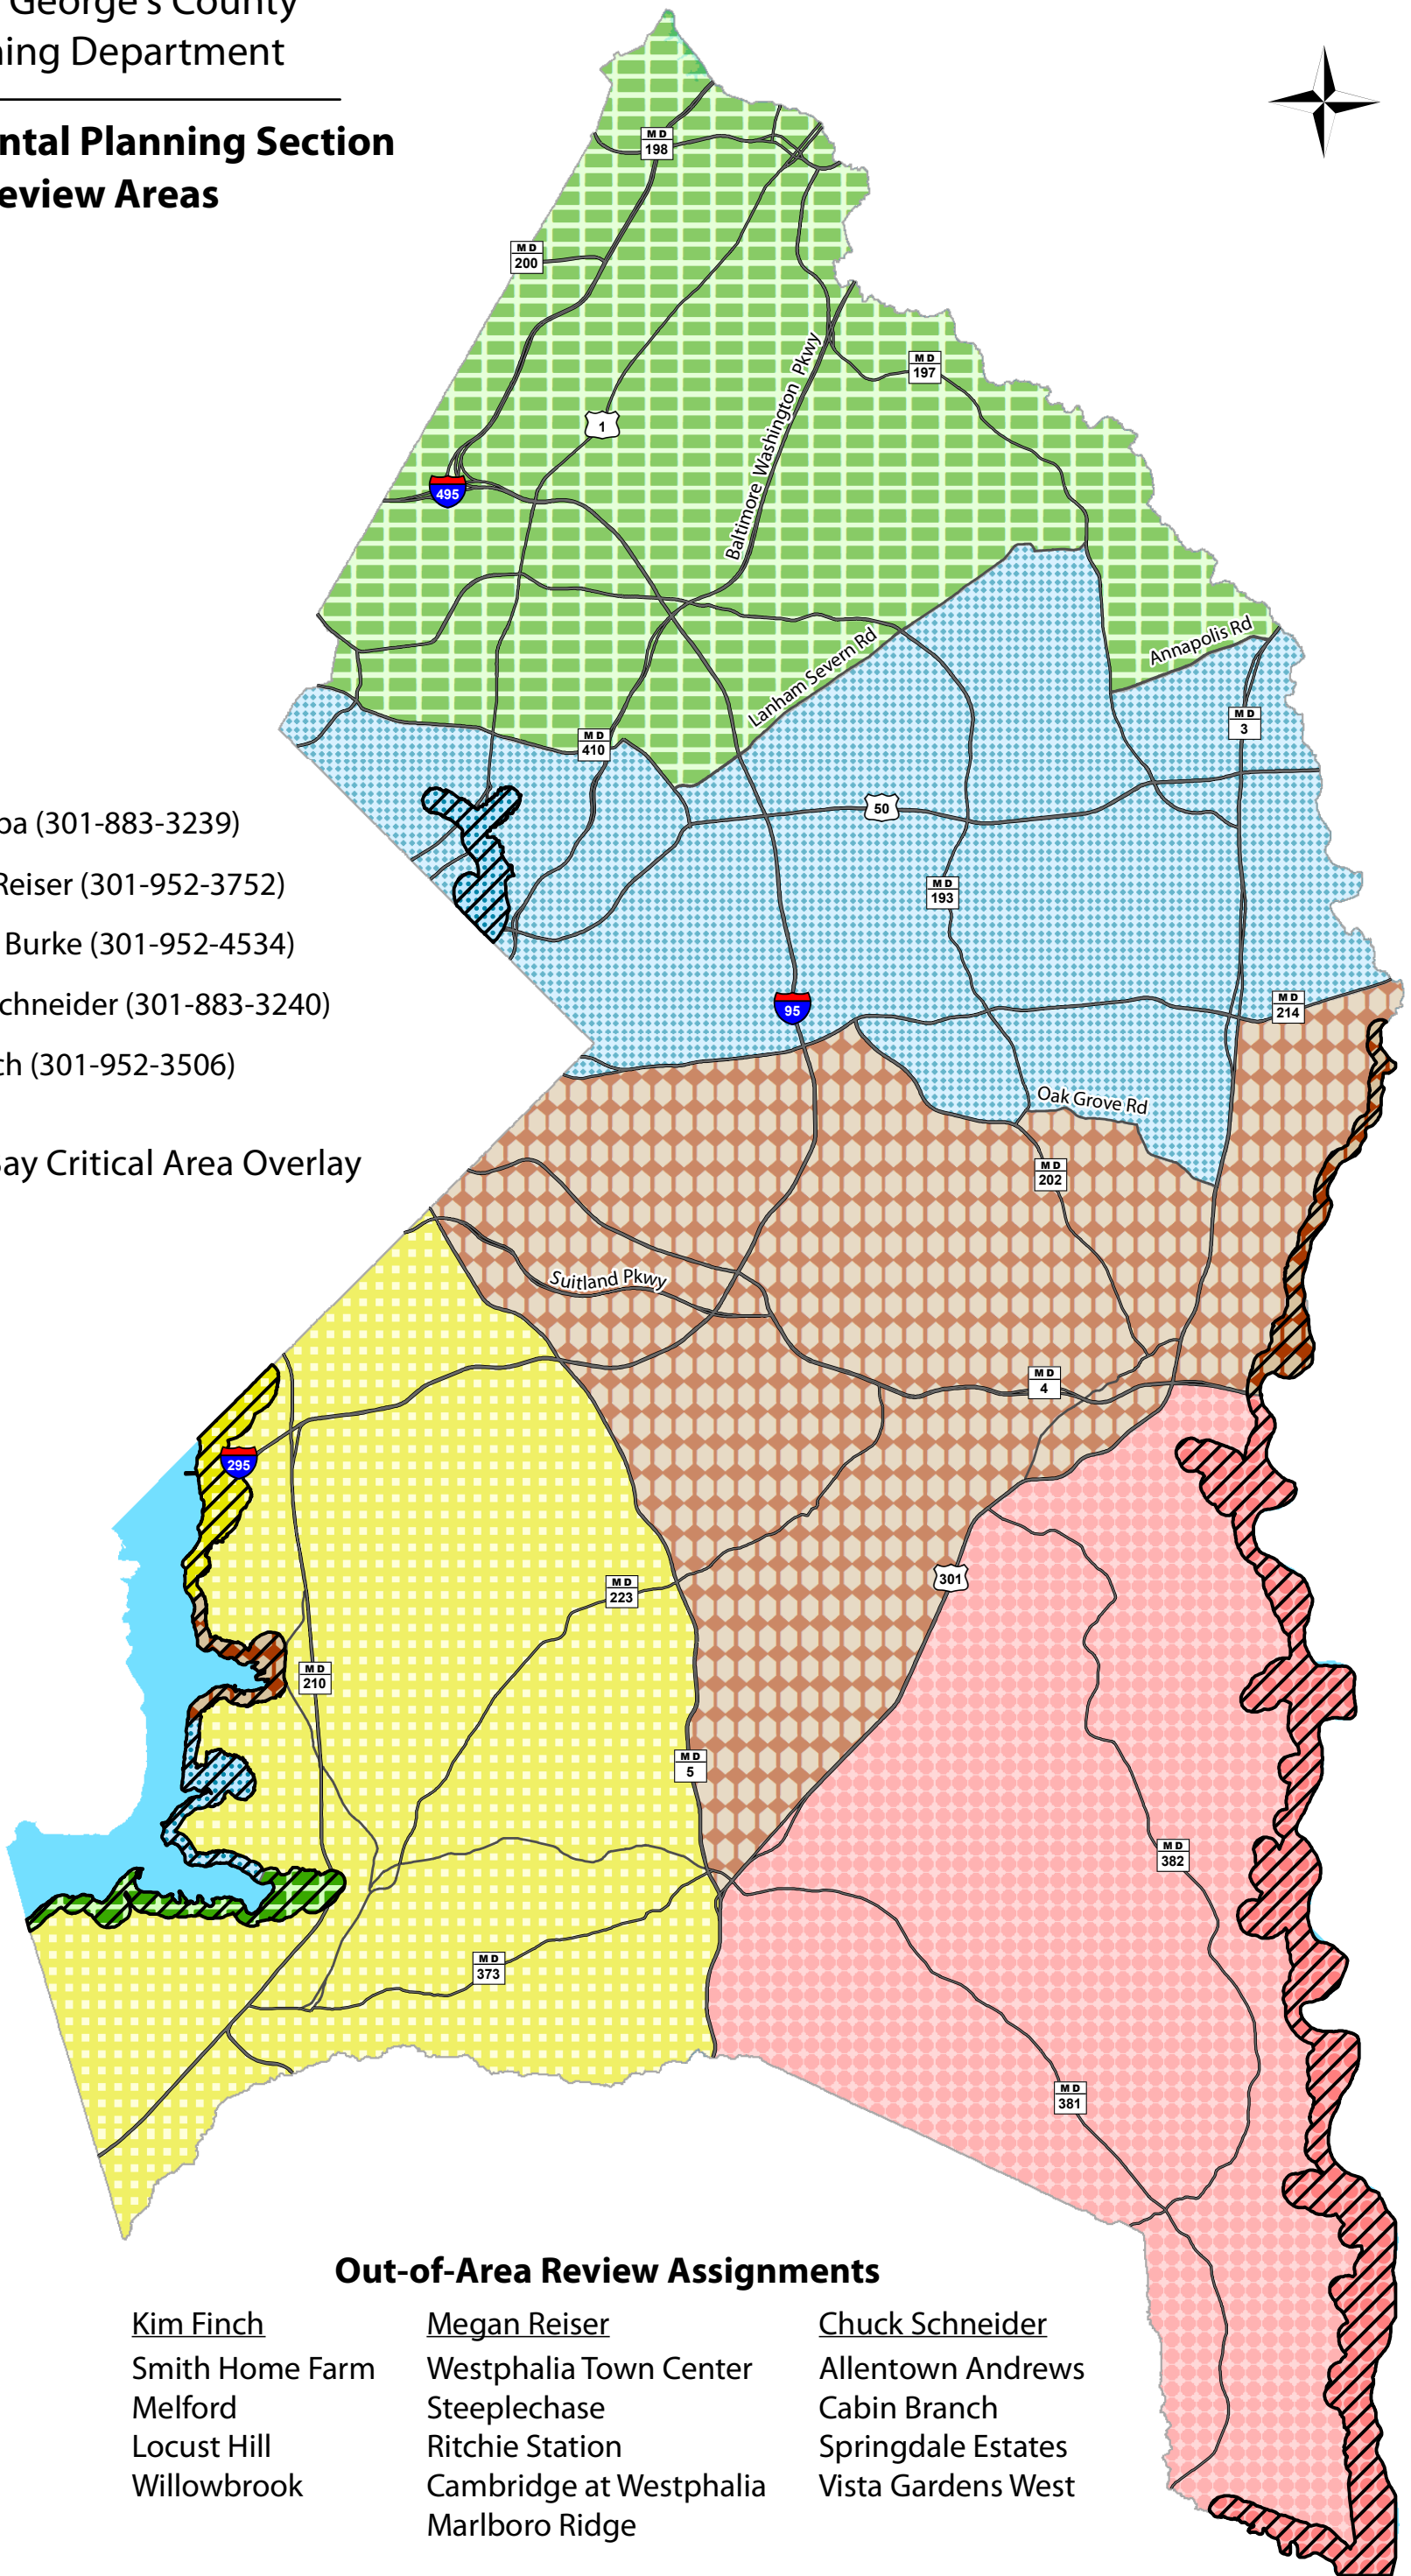 George's County
ning Department
ntal Planning Section
eview Areas
MD
198
MD
200
MD
197
1
Baltimore Washington Pkwy
495
Annapolis Rd
Lanham Severn Rd
MD
3
MD
410
50
ba (301-883-3239)
Reiser (301-952-3752)
MD
193
Burke (301-952-4534)
chneider (301-883-3240)
95
MD
214
ch (301-952-3506)
Oak Grove Rd
Bay Critical Area Overlay
MD
202
Suitland Pkwy
MD
4
295
301
MD
223
MD
210
MD
5
MD
382
MD
373
MD
381
Out-of-Area Review Assignments
Kim Finch
Smith Home Farm
Melford
Locust Hill
Willowbrook
Megan Reiser
Westphalia Town Center
Steeplechase
Ritchie Station
Cambridge at Westphalia
Marlboro Ridge
Chuck Schneider
Allentown Andrews
Cabin Branch
Springdale Estates
Vista Gardens West